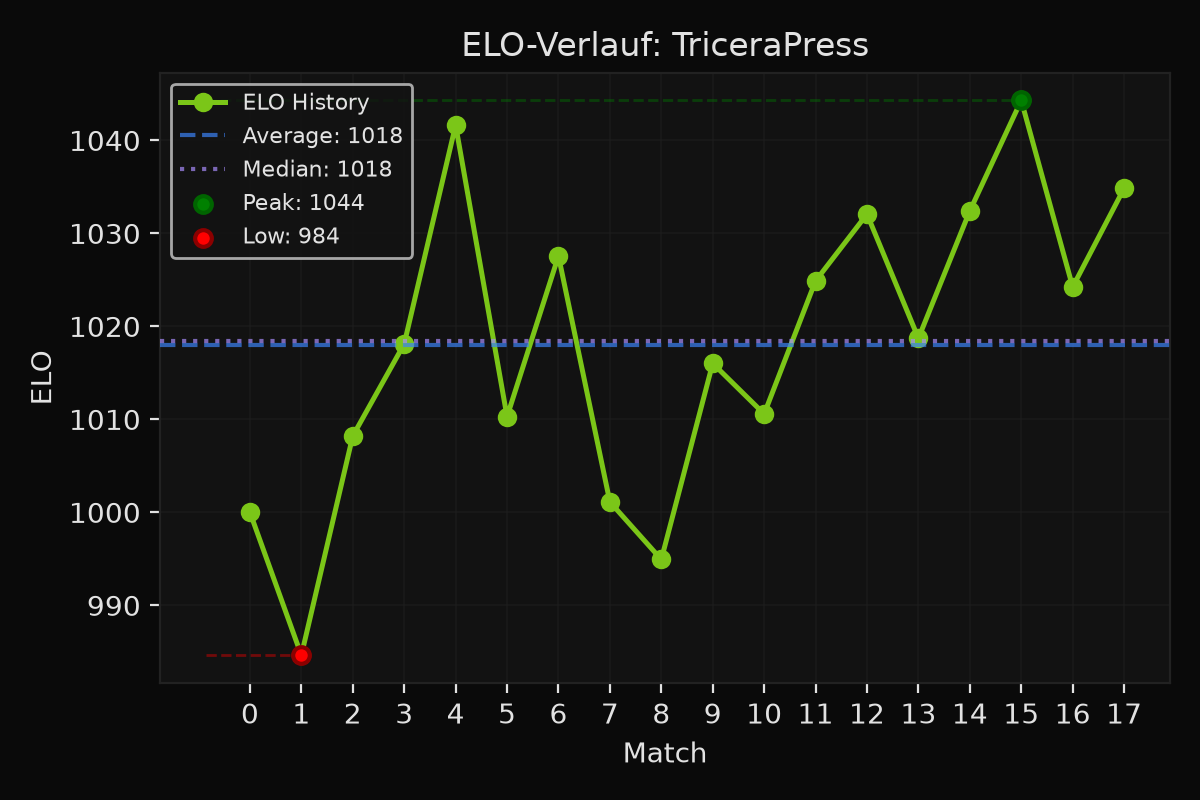 ELO-Verlauf: TriceraPress
ELO History
Average: 1018
Median: 1018
Peak: 1044
Low: 984
ELO
1040
1030
1020
1010
1000
990
0 1 2 3 4 5 6 7 8 9 10 11 12 13 14 15 16 17
Match